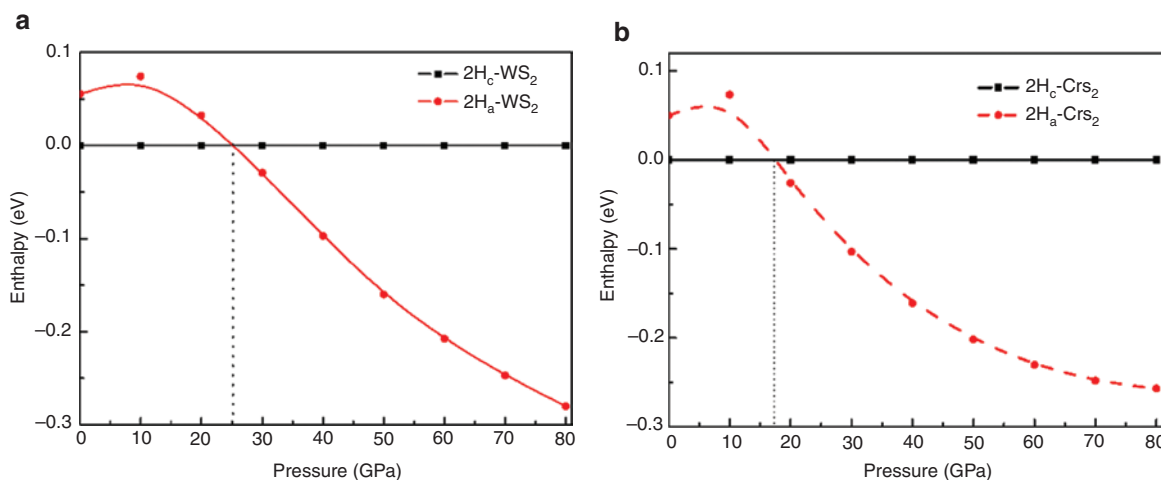 a
0.1
0.0
–0.1
–0.2
–0.3
Enthalpy (eV)
2Hc-WS2
2Ha-WS2
0 10 20 30 40 50 60 70 80
Pressure (GPa)
b
0.1
0.0
–0.1
–0.2
–0.3
Enthalpy (eV)
2Hc-Crs2
2Ha-Crs2
0 10 20 30 40 50 60 70 80
Pressure (GPa)